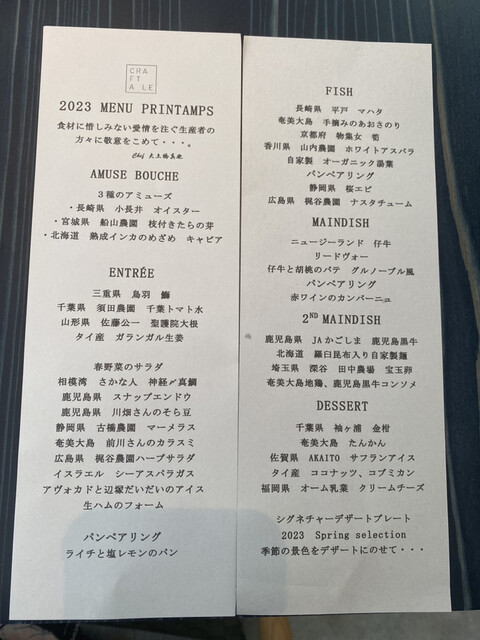 CRA
FT
ALE
2023 MENU PRINTAMPS
食材に惜しみない愛情を注ぐ生産者の
方々に敬意をこめて・・・。
Chef 大土橋真也
AMUSE BOUCHE
3種のアミューズ
・長崎県 小長井 オイスター
・宮城県 船山農園 枝付きたらの芽
・北海道 熟成インカのめざめ キャビア
ENTRÉE
三重県 鳥羽 鰤
千葉県 須田農園 千葉トマト水
山形県 佐藤公一 聖護院大根
タイ産 ガランガル生姜
春野菜のサラダ
相模湾 さかな人 神経〆真鯛
鹿児島県 スナップエンドウ
鹿児島県 川畑さんのそら豆
静岡県 古橋農園 マーメラス
奄美大島 前川さんのカラスミ
広島県 梶谷農園ハーブサラダ
イスラエル シーアスパラガス
アヴォカドと辺塚だいだいのアイス
生ハムのフォーム
パンペアリング
ライチと塩レモンのパン
FISH
長崎県 平戸 マハタ
奄美大島 手摘みのあおさのり
京都府 物集女 筍
香川県 山内農園 ホワイトアスパラ
自家製 オーガニック湯葉
パンペアリング
静岡県 桜エビ
広島県 梶谷農園 ナスタチューム
MAINDISH
ニュージーランド 仔牛
リードヴォー
仔牛と胡桃のパテ グルノーブル風
パンペアリング
赤ワインのカンパーニュ
2ND MAINDISH
鹿児島県 JAかごしま 鹿児島黒牛
北海道 羅臼昆布入り自家製麺
埼玉県 深谷 田中農場 宝玉卵
奄美大島地鶏、鹿児島黒牛コンソメ
DESSERT
千葉県 袖ヶ浦 金柑
奄美大島 たんかん
佐賀県 AKAITO サフランアイス
タイ産 ココナッツ、コブミカン
福岡県 オーム乳業 クリームチーズ
シグネチャーデザートプレート
2023 Spring selection
季節の景色をデザートにのせて・・・